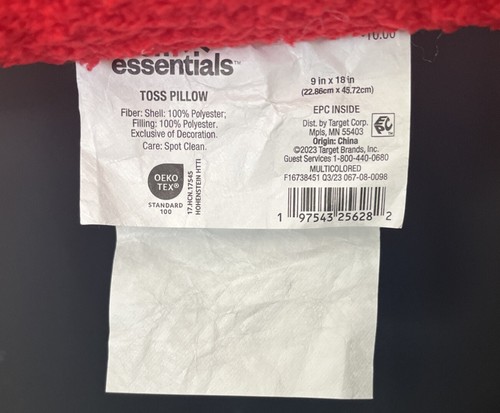 essentials™
TOSS PILLOW
Fiber: Shell: 100% Polyester;
Filling: 100% Polyester.
Exclusive of Decoration.
Care: Spot Clean.
OEKO
TEX®
STANDARD
100
17.HCN.17545
HOHENSTEIN HTTI
10.00
9 in x 18 in
(22.86cm x 45.72cm)
EPC INSIDE
Dist. by Target Corp.
Mpls, MN 55403
Origin: China
©2023 Target Brands, Inc.
Guest Services 1-800-440-0680
MULTICOLORED
F16738451 03/23 067-08-0098
1 97543 25628 2